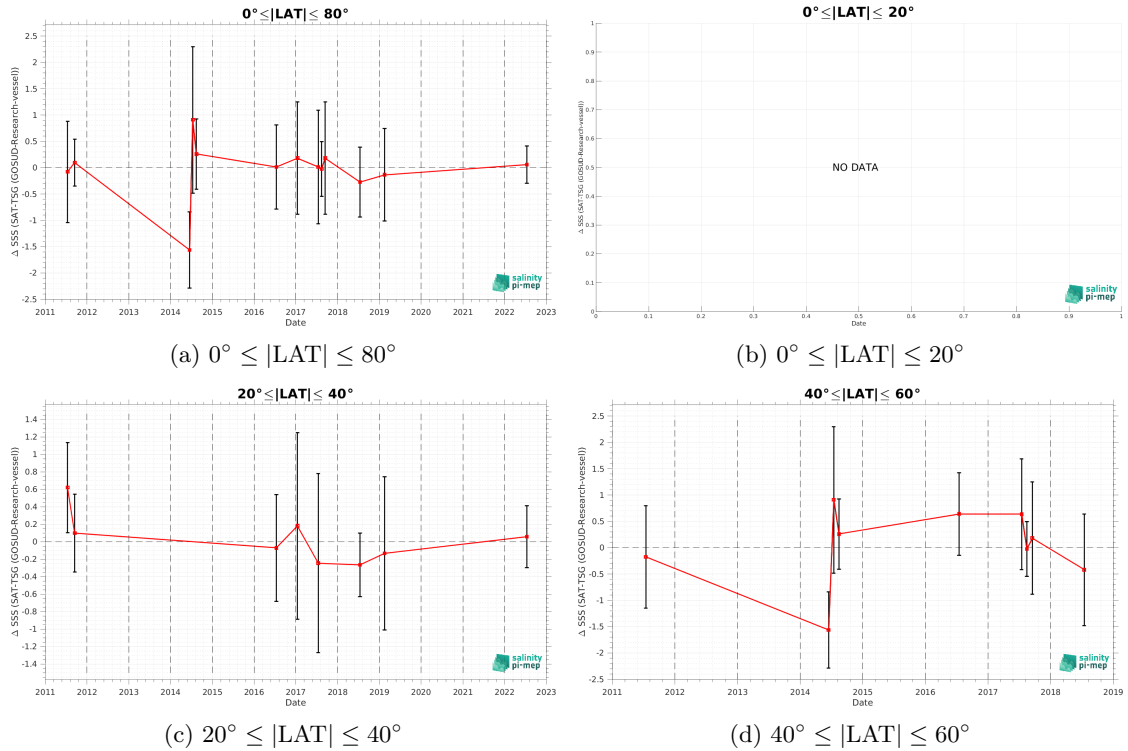 0°≤|LAT|≤ 80°
Δ SSS (SAT-TSG (GOSUD-Research-vessel))
2.5
2
1.5
1
0.5
0
-0.5
-1
-1.5
-2
-2.5
2011 2012 2013 2014 2015 2016 2017 2018 2019 2020 2021 2022 2023
Date
salinity
pi-mep
(a) 0° ≤ |LAT| ≤ 80°
0°≤|LAT|≤ 20°
Δ SSS (SAT-TSG (GOSUD-Research-vessel))
1
0.9
0.8
0.7
0.6
0.5
0.4
0.3
0.2
0.1
0
NO DATA
0 0.1 0.2 0.3 0.4 0.5 0.6 0.7 0.8 0.9 1
Date
salinity
pi-mep
(b) 0° ≤ |LAT| ≤ 20°
20°≤|LAT|≤ 40°
Δ SSS (SAT-TSG (GOSUD-Research-vessel))
1.4
1.2
1
0.8
0.6
0.4
0.2
0
-0.2
-0.4
-0.6
-0.8
-1
-1.2
-1.4
2011 2012 2013 2014 2015 2016 2017 2018 2019 2020 2021 2022 2023
Date
salinity
pi-mep
(c) 20° ≤ |LAT| ≤ 40°
40°≤|LAT|≤ 60°
Δ SSS (SAT-TSG (GOSUD-Research-vessel))
2.5
2
1.5
1
0.5
0
-0.5
-1
-1.5
-2
-2.5
2011 2012 2013 2014 2015 2016 2017 2018 2019
Date
salinity
pi-mep
(d) 40° ≤ |LAT| ≤ 60°